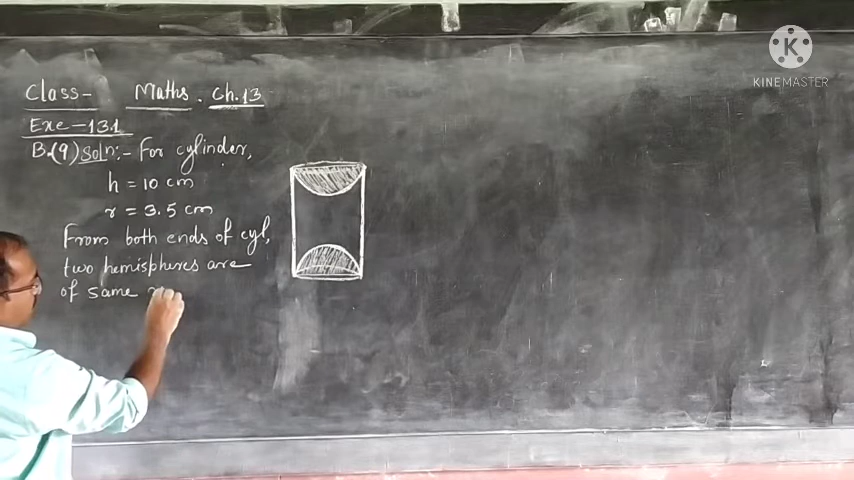 Class- Maths. Ch.13
Exe-13.1
B.(9) Soln:- For cylinder,
h = 10 cm
r = 3.5 cm
From both ends of cyl,
two hemispheres are
of same
K
KINEMASTER